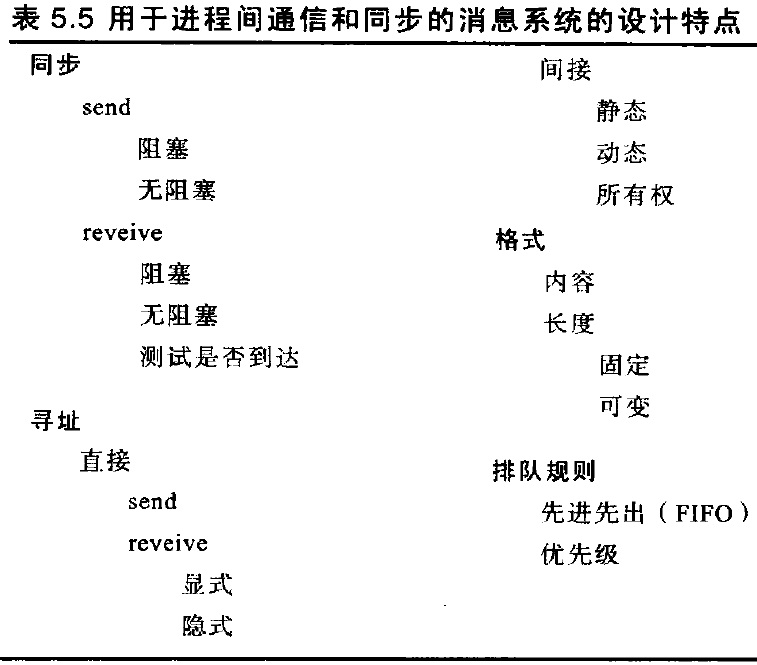 表 5.5 用于进程间通信和同步的消息系统的设计特点
同步
send
阻塞
无阻塞
reveive
阻塞
无阻塞
测试是否到达
寻址
直接
send
reveive
显式
隐式
间接
静态
动态
所有权
格式
内容
长度
固定
可变
排队规则
先进先出（FIFO）
优先级